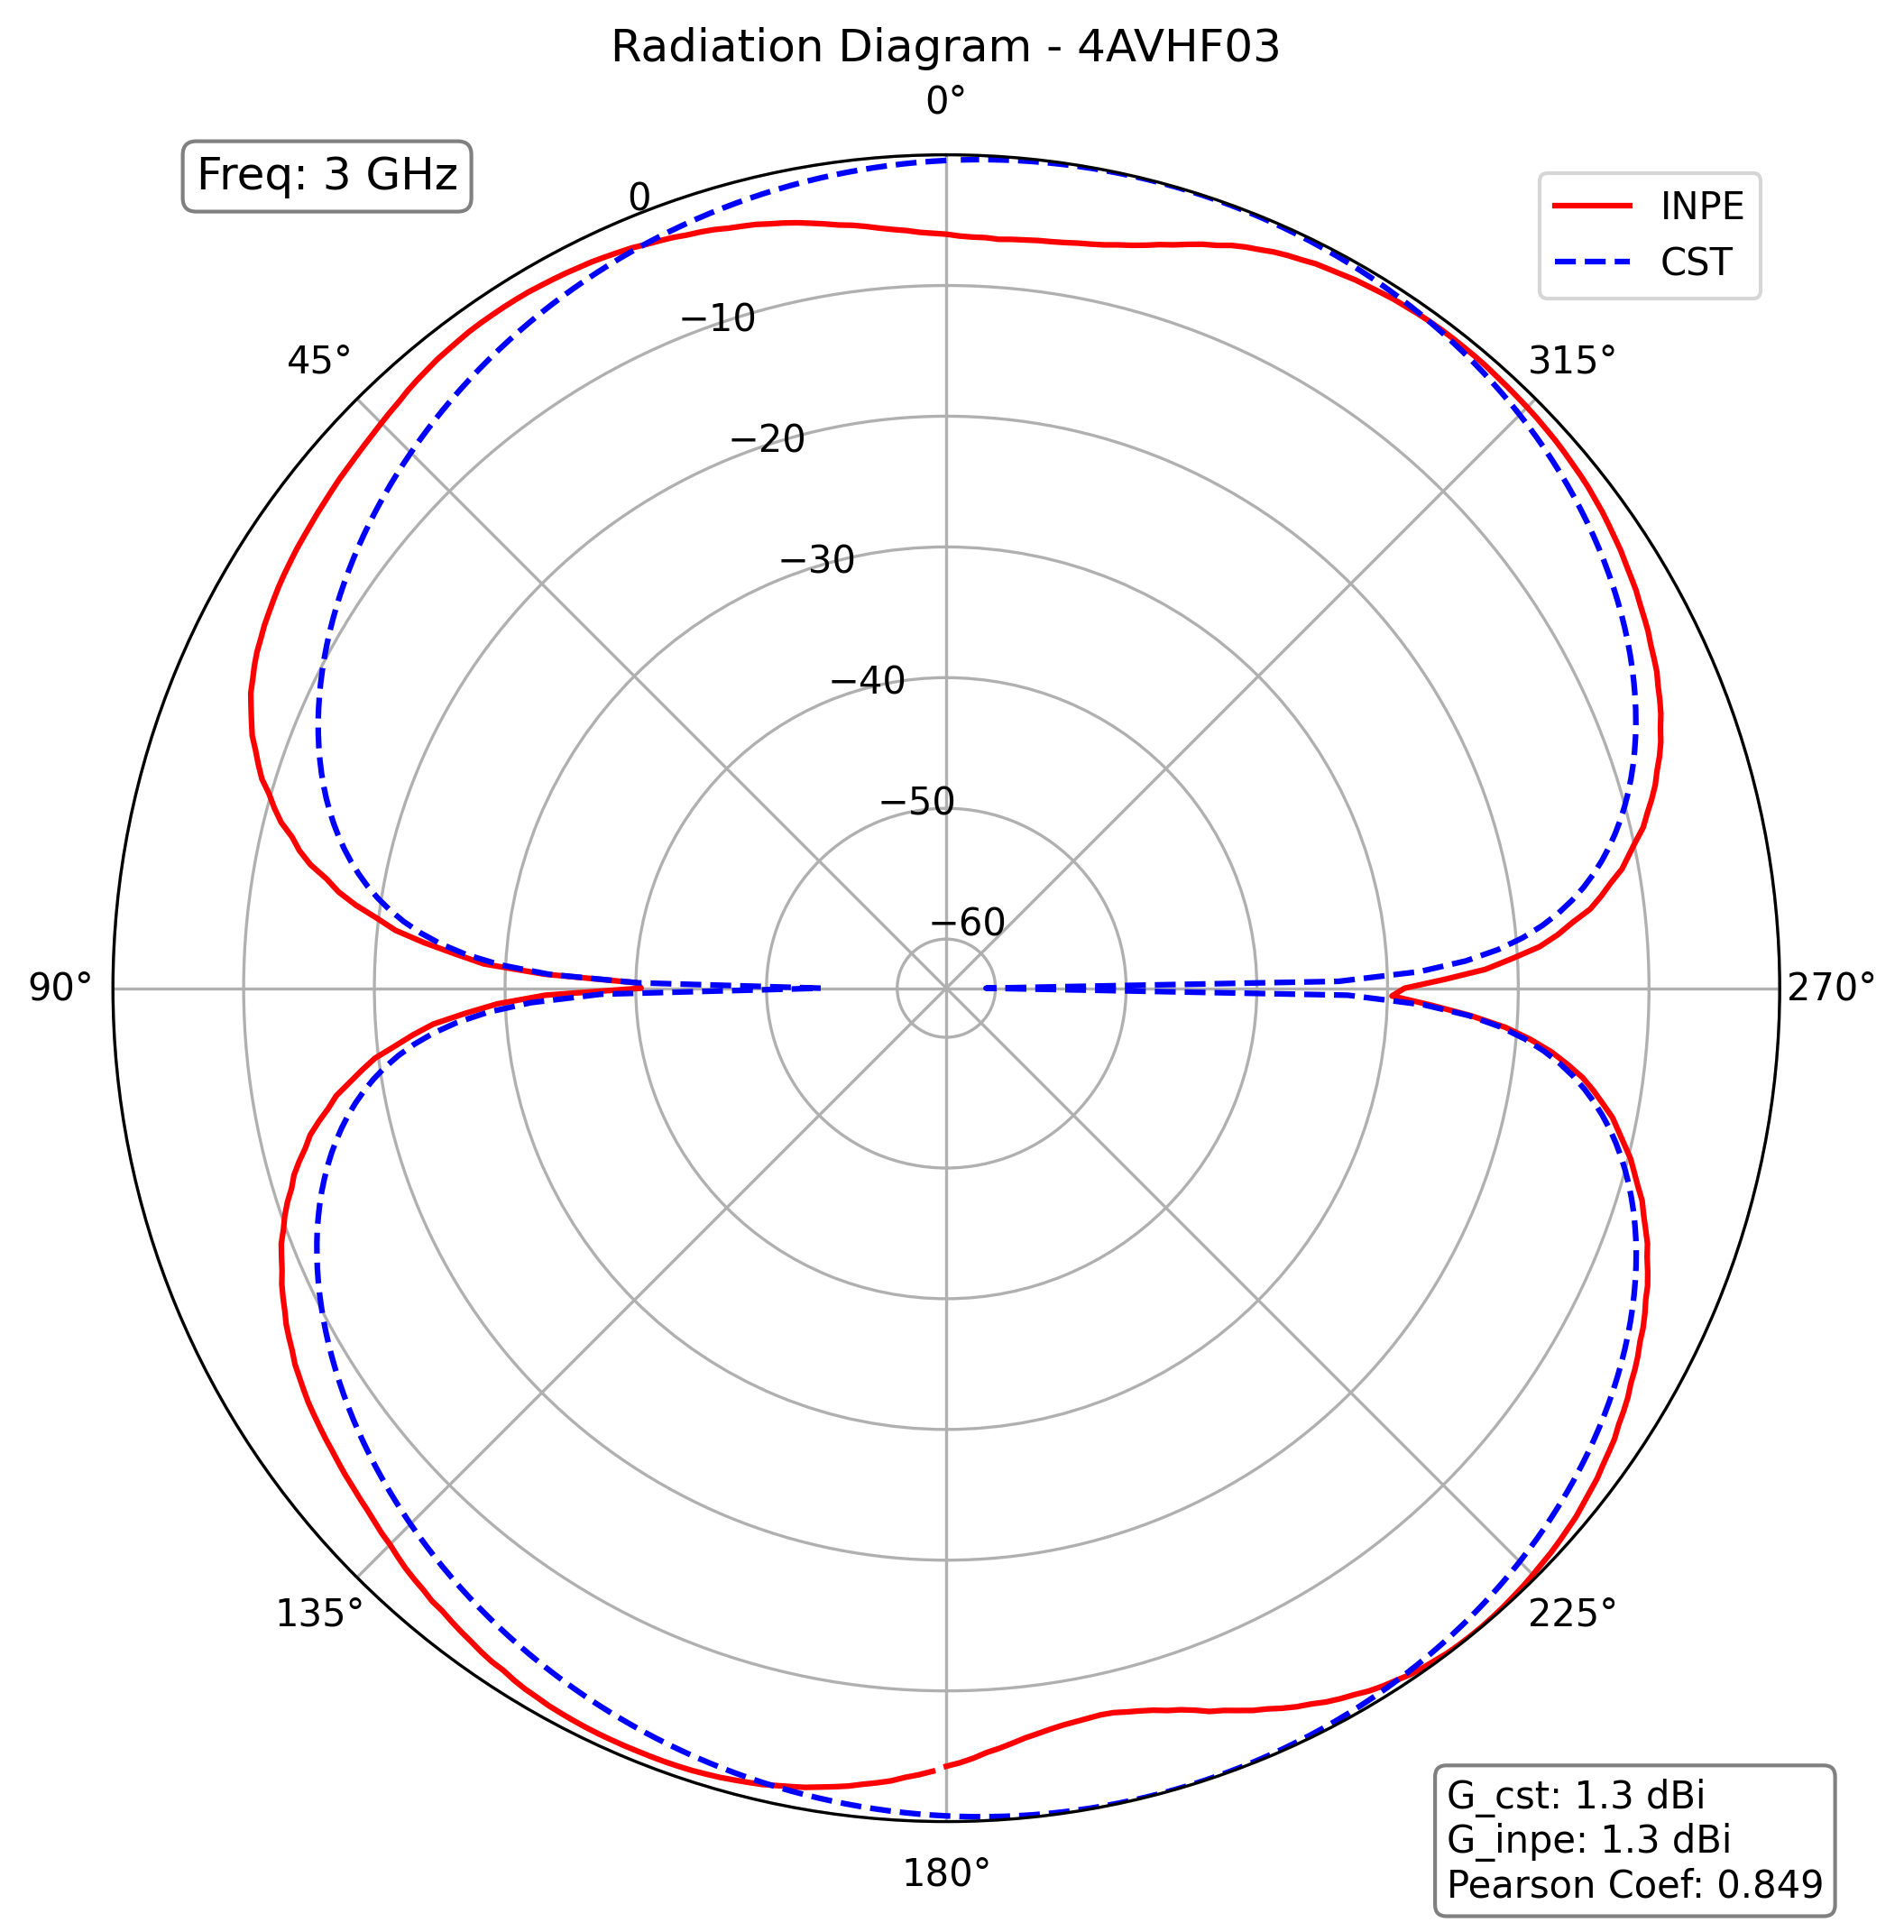 Radiation Diagram - 4AVHF03
0°
Freq: 3 GHz
0
INPE
CST
−10
45°
315°
−20
−30
−40
−50
−60
90°
270°
135°
225°
180°
G_cst: 1.3 dBi
G_inpe: 1.3 dBi
Pearson Coef: 0.849